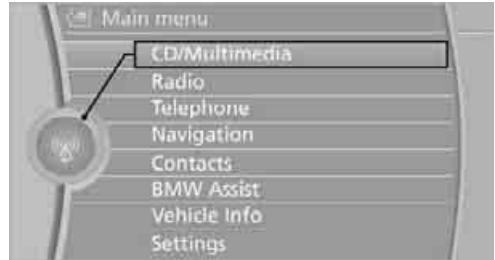 Main menu
CD/Multimedia
Radio
Telephone
Navigation
Contacts
BMW Assist
Vehicle Info
Settings